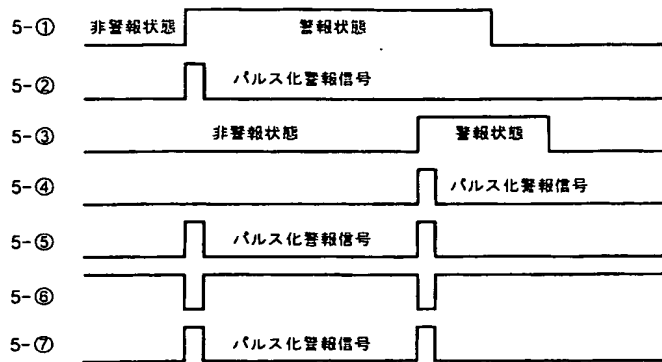 5-① 非警報状態 警報状態
5-② パルス化警報信号
5-③ 非警報状態 警報状態
5-④ パルス化警報信号
5-⑤ パルス化警報信号
5-⑥
5-⑦ パルス化警報信号